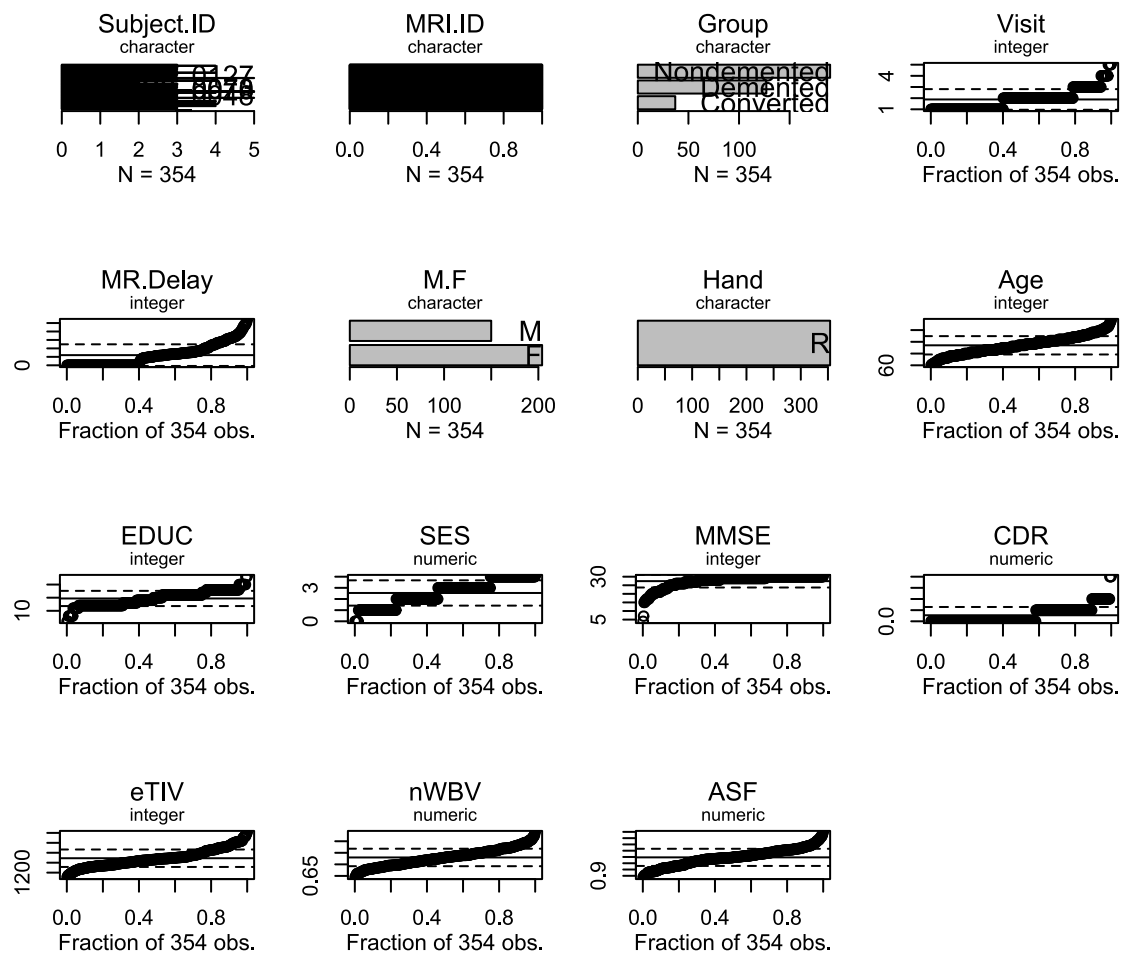 Subject.ID
character
0127
0 1 2 3 4 5
N = 354
MRI.ID
character
0.0 0.4 0.8
N = 354
Group
character
Nondemented
Demented
Converted
0 50 100
N = 354
Visit
integer
4
1
0.0 0.4 0.8
Fraction of 354 obs.
MR.Delay
integer
0
0.0 0.4 0.8
Fraction of 354 obs.
M.F
character
M
F
0 50 100 200
N = 354
Hand
character
R
0 100 200 300
N = 354
Age
integer
60
0.0 0.4 0.8
Fraction of 354 obs.
EDUC
integer
10
0.0 0.4 0.8
Fraction of 354 obs.
SES
numeric
3
0
0.0 0.4 0.8
Fraction of 354 obs.
MMSE
integer
30
5
0.0 0.4 0.8
Fraction of 354 obs.
CDR
numeric
0.0
0.0 0.4 0.8
Fraction of 354 obs.
eTIV
integer
1200
0.0 0.4 0.8
Fraction of 354 obs.
nWBV
numeric
0.65
0.0 0.4 0.8
Fraction of 354 obs.
ASF
numeric
0.9
0.0 0.4 0.8
Fraction of 354 obs.